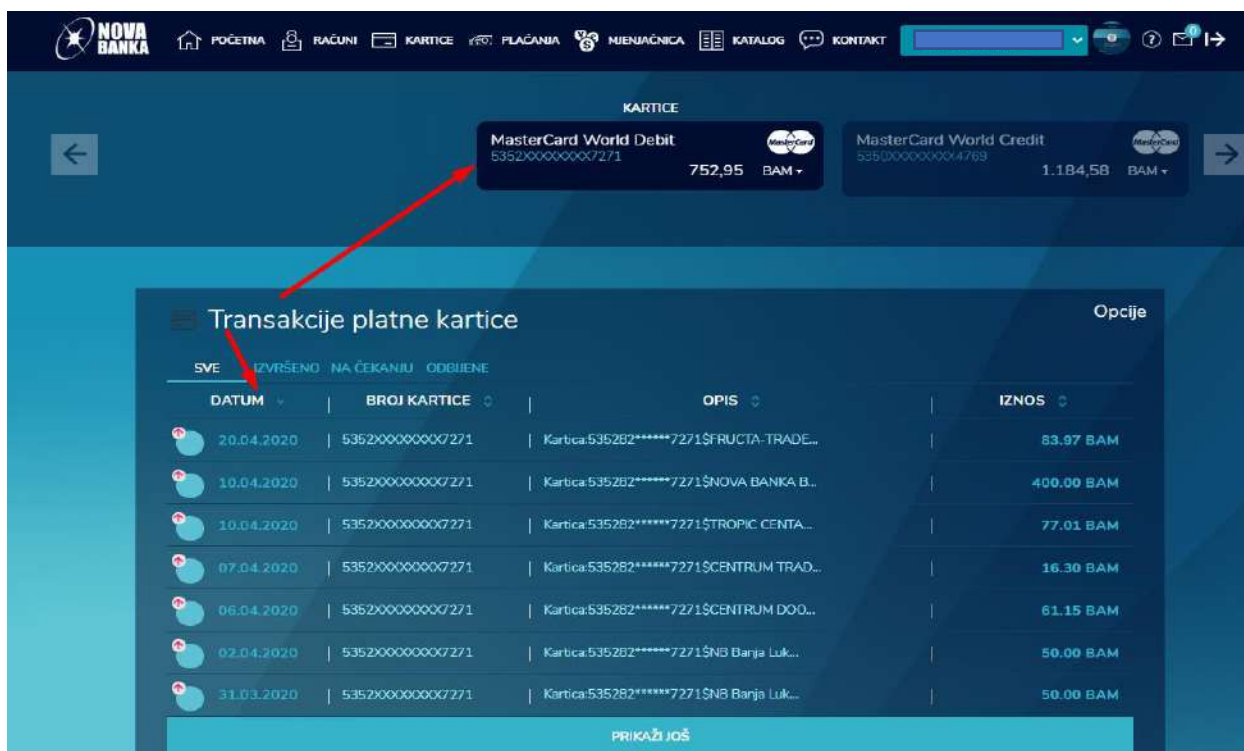 NOVA BANKA
POČETNA RAČUNI KARTICE PLAĆANJA MJENJAČNICA KATALOG KONTAKT 0
KARTICE
MasterCard World Debit MasterCard
5352XXXXXXXX7271
752,95 BAM
MasterCard World Credit MasterCard
5350XXXXXXXX4769
1.184,58 BAM
Transakcije platne kartice Opcije
SVE IZVRŠENO NA ČEKANJU ODBIJENE
DATUM | BROJ KARTICE | OPIS | IZNOS
20.04.2020 | 5352XXXXXXXX7271 | Kartica:535282******7271$FRUCTA-TRADE... | 83.97 BAM
10.04.2020 | 5352XXXXXXXX7271 | Kartica:535282******7271$NOVA BANKA B... | 400.00 BAM
10.04.2020 | 5352XXXXXXXX7271 | Kartica:535282******7271$TROPIC CENTA... | 77.01 BAM
07.04.2020 | 5352XXXXXXXX7271 | Kartica:535282******7271$CENTRUM TRAD... | 16.30 BAM
06.04.2020 | 5352XXXXXXXX7271 | Kartica:535282******7271$CENTRUM DOO... | 61.15 BAM
02.04.2020 | 5352XXXXXXXX7271 | Kartica:535282******7271$NB Banja Luk... | 50.00 BAM
31.03.2020 | 5352XXXXXXXX7271 | Kartica:535282******7271$NB Banja Luk... | 50.00 BAM
PRIKAŽI JOŠ